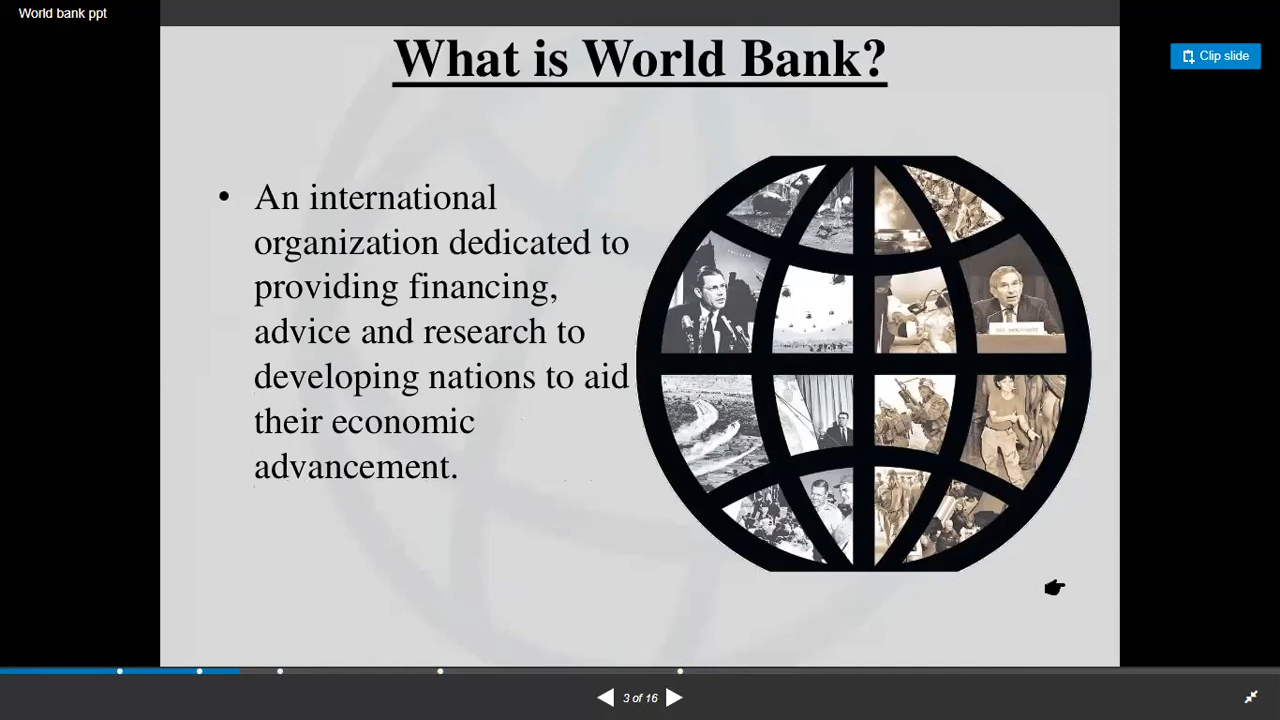 World bank ppt
What is World Bank?
Clip slide
• An international
organization dedicated to
providing financing,
advice and research to
developing nations to aid
their economic
advancement.
3 of 16